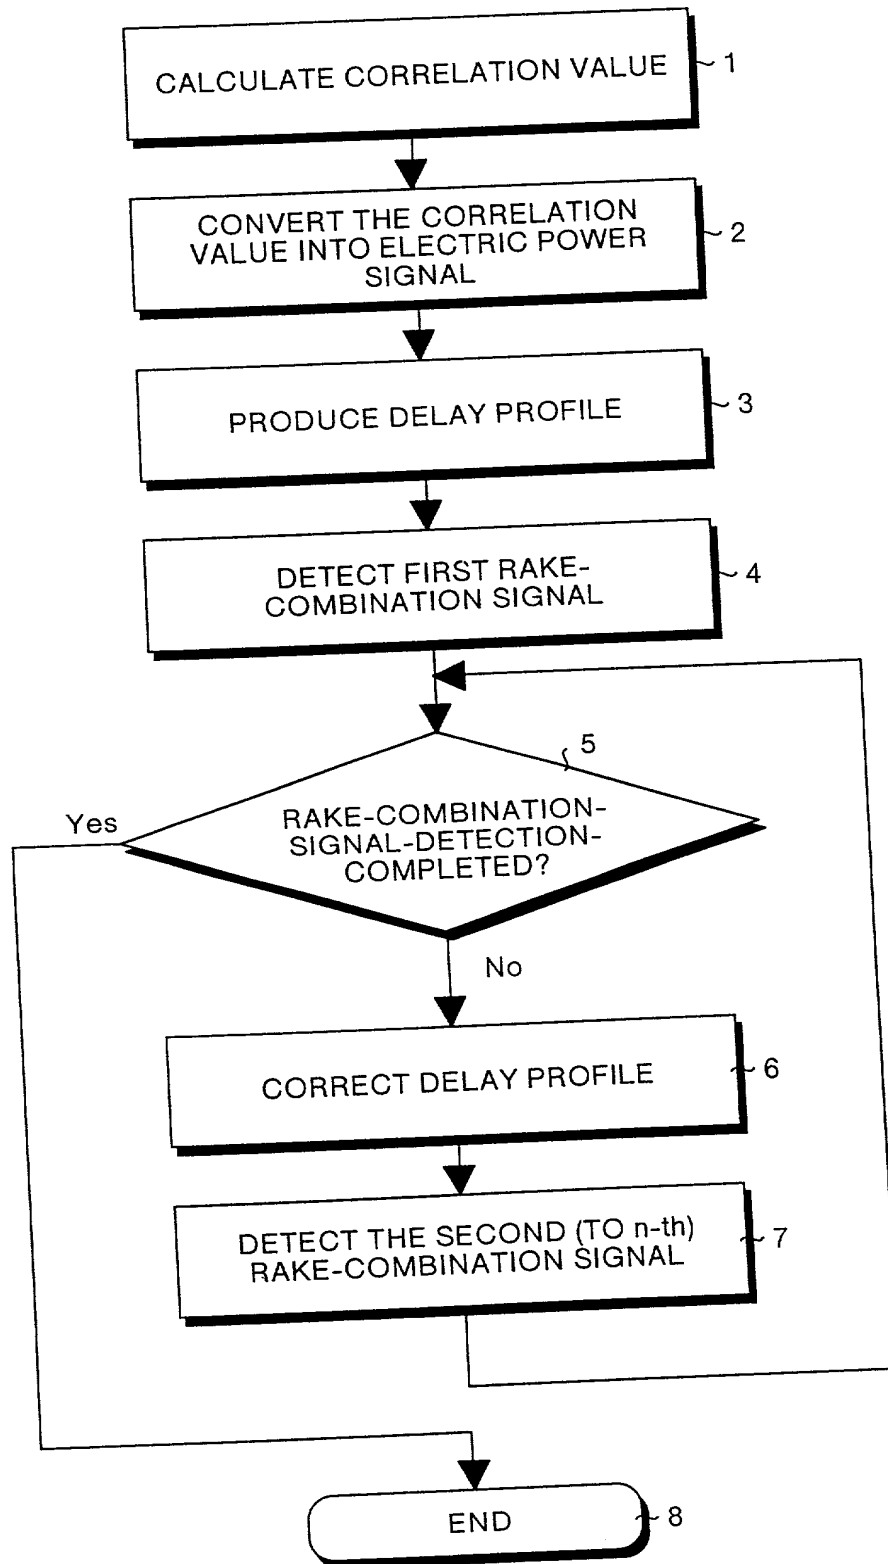 CALCULATE CORRELATION VALUE
1
CONVERT THE CORRELATION
VALUE INTO ELECTRIC POWER
SIGNAL
2
PRODUCE DELAY PROFILE
3
DETECT FIRST RAKE-
COMBINATION SIGNAL
4
5
RAKE-COMBINATION-
SIGNAL-DETECTION-
COMPLETED?
Yes
No
CORRECT DELAY PROFILE
6
DETECT THE SECOND (TO n-th)
RAKE-COMBINATION SIGNAL
7
END
8